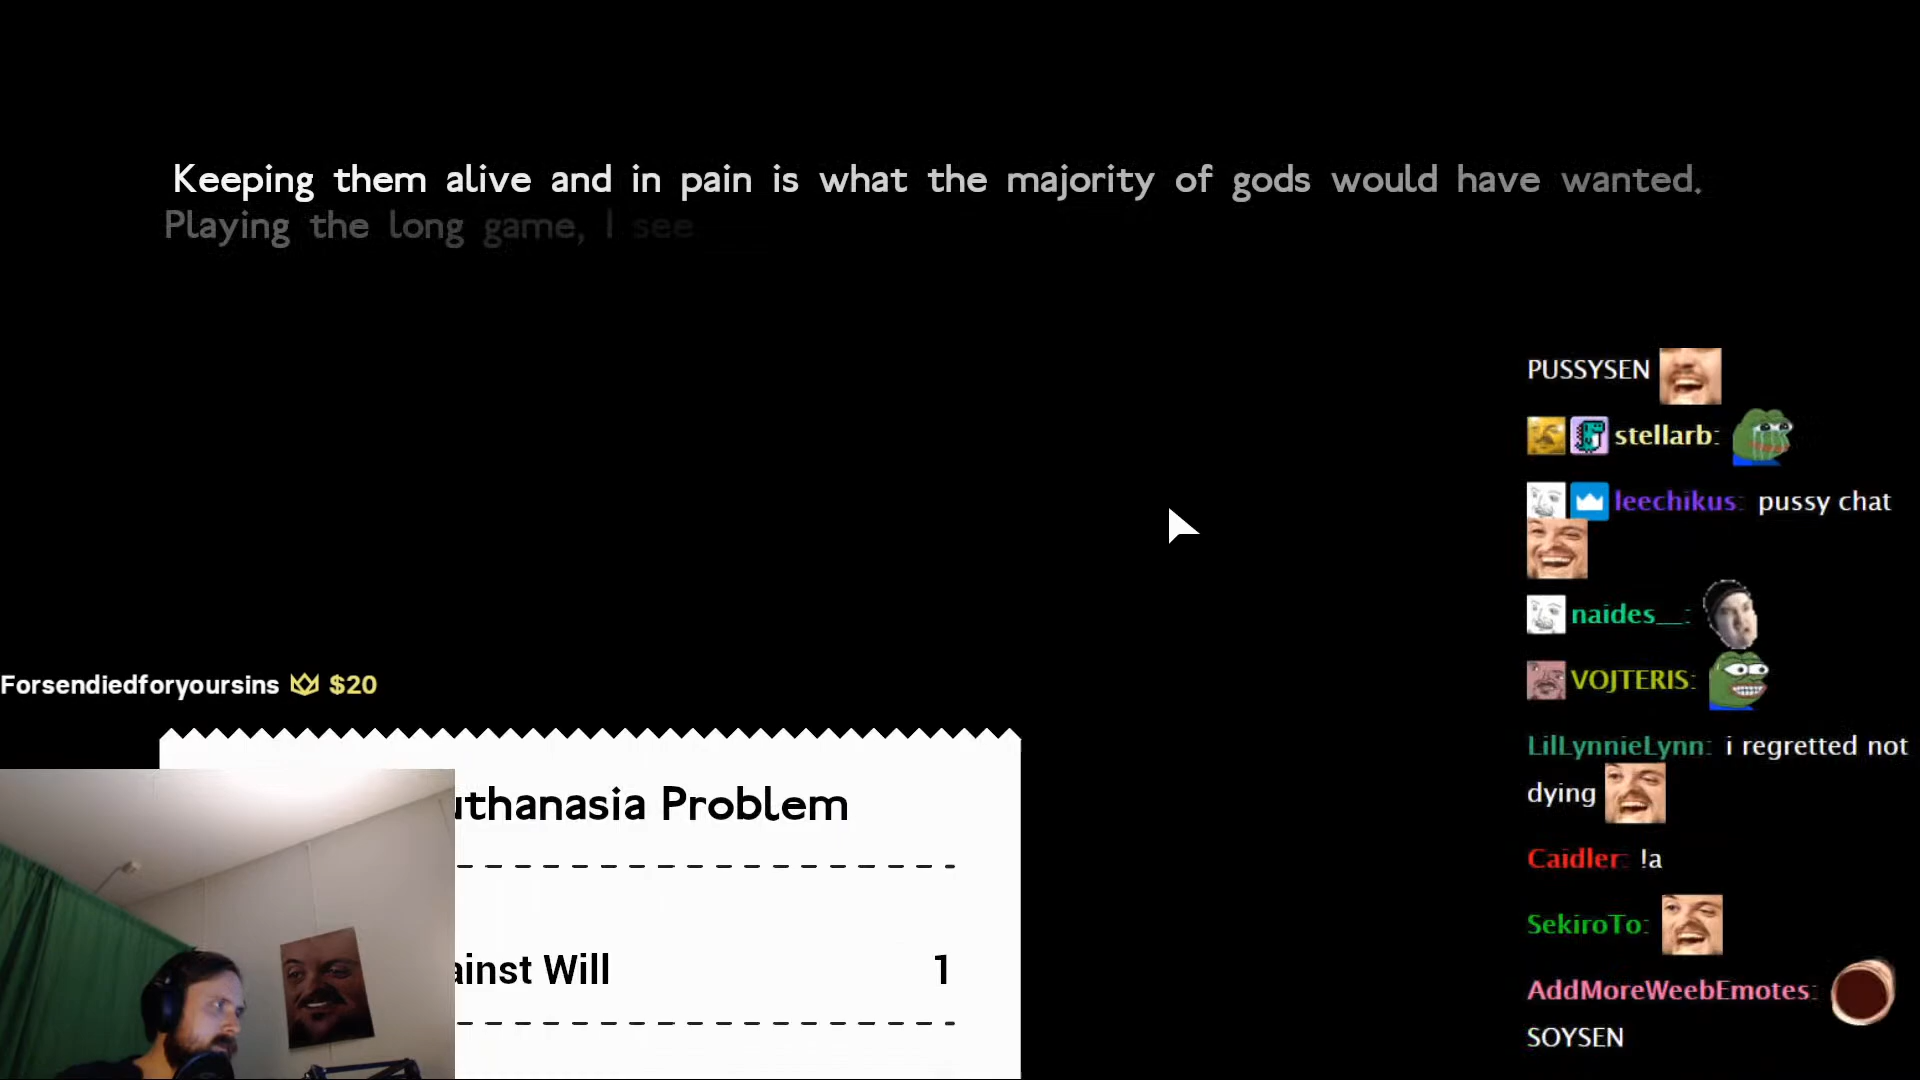 Keeping them alive and in pain is what the majority of gods would have wanted.
Playing the long game, I see
PUSSYSEN
stellarb:
leechikus: pussy chat
naides__:
VOJTERIS:
LilLynnieLynn: i regretted not
dying
Caidler: !a
SekiroTo:
AddMoreWeebEmotes:
SOYSEN
Forsendiedforyoursins $20
uthanasia Problem
ainst Will 1